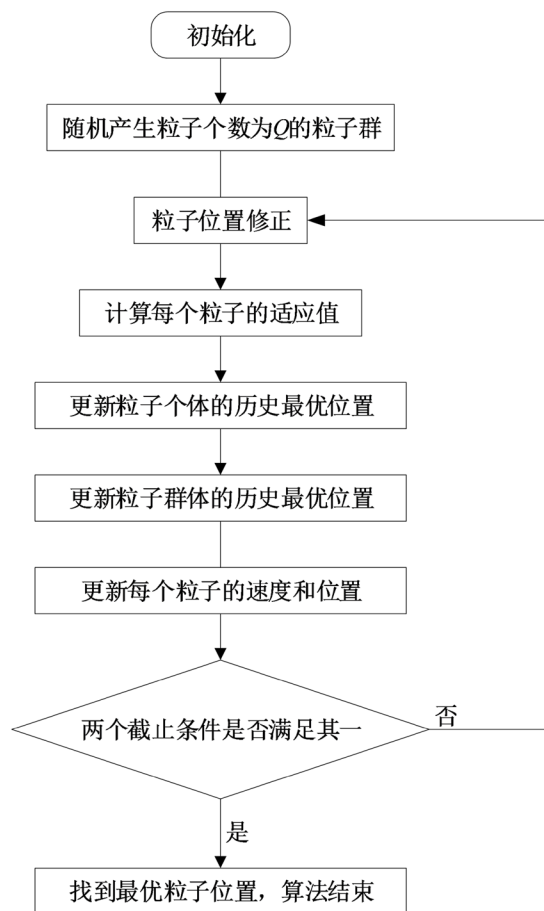 初始化
随机产生粒子个数为Q的粒子群
粒子位置修正
计算每个粒子的适应值
更新粒子个体的历史最优位置
更新粒子群体的历史最优位置
更新每个粒子的速度和位置
两个截止条件是否满足其一
否
是
找到最优粒子位置，算法结束